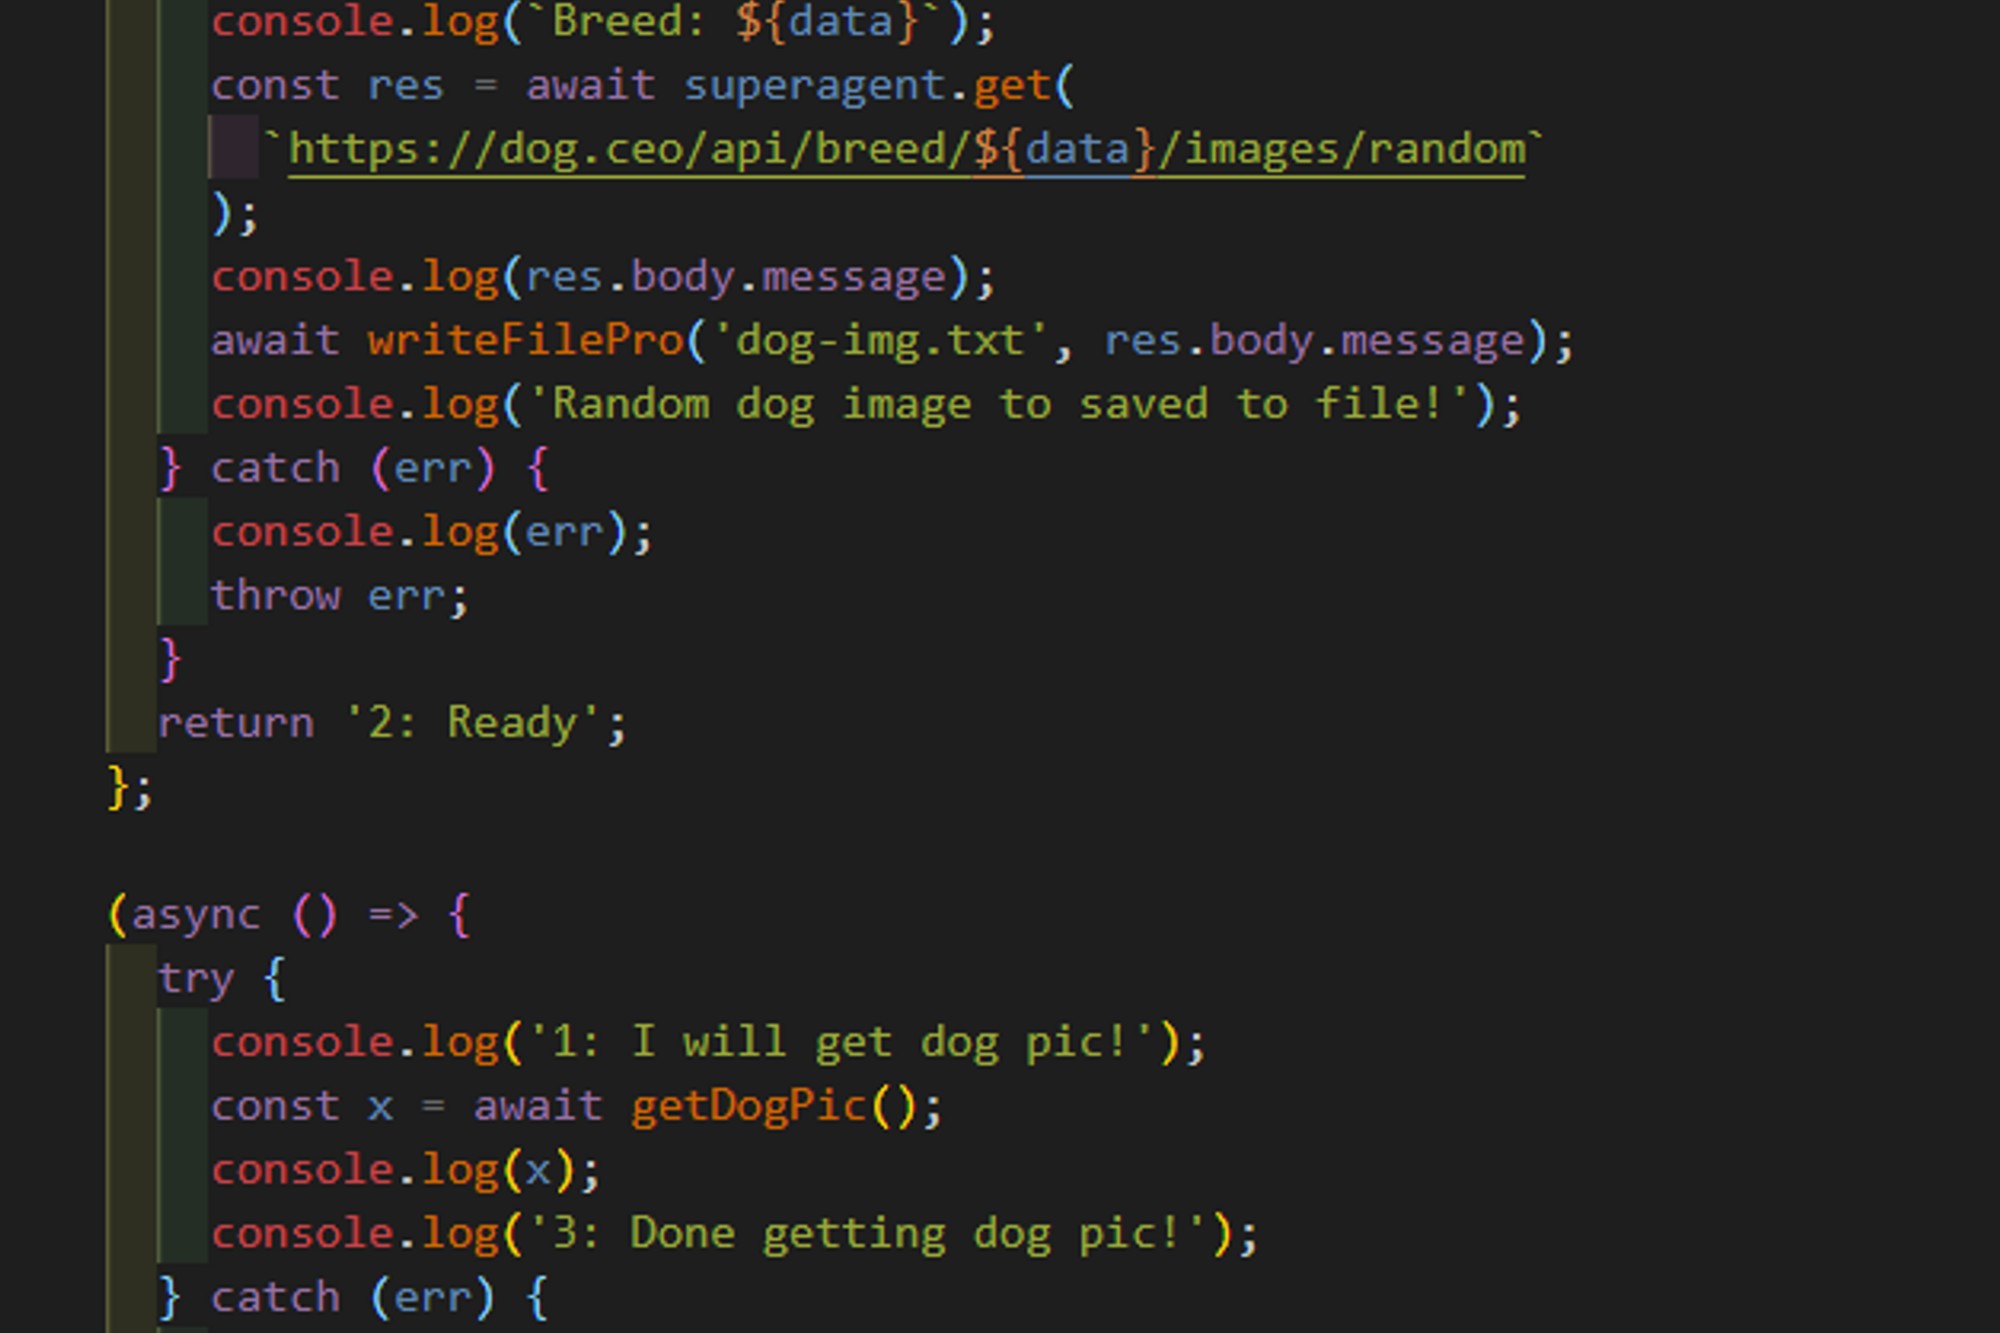 console.log(`Breed: ${data}`);
const res = await superagent.get(
`https://dog.ceo/api/breed/${data}/images/random`
);
console.log(res.body.message);
await writeFilePro('dog-img.txt', res.body.message);
console.log('Random dog image to saved to file!');
} catch (err) {
console.log(err);
throw err;
}
return '2: Ready';
};
(async () => {
try {
console.log('1: I will get dog pic!');
const x = await getDogPic();
console.log(x);
console.log('3: Done getting dog pic!');
} catch (err) {